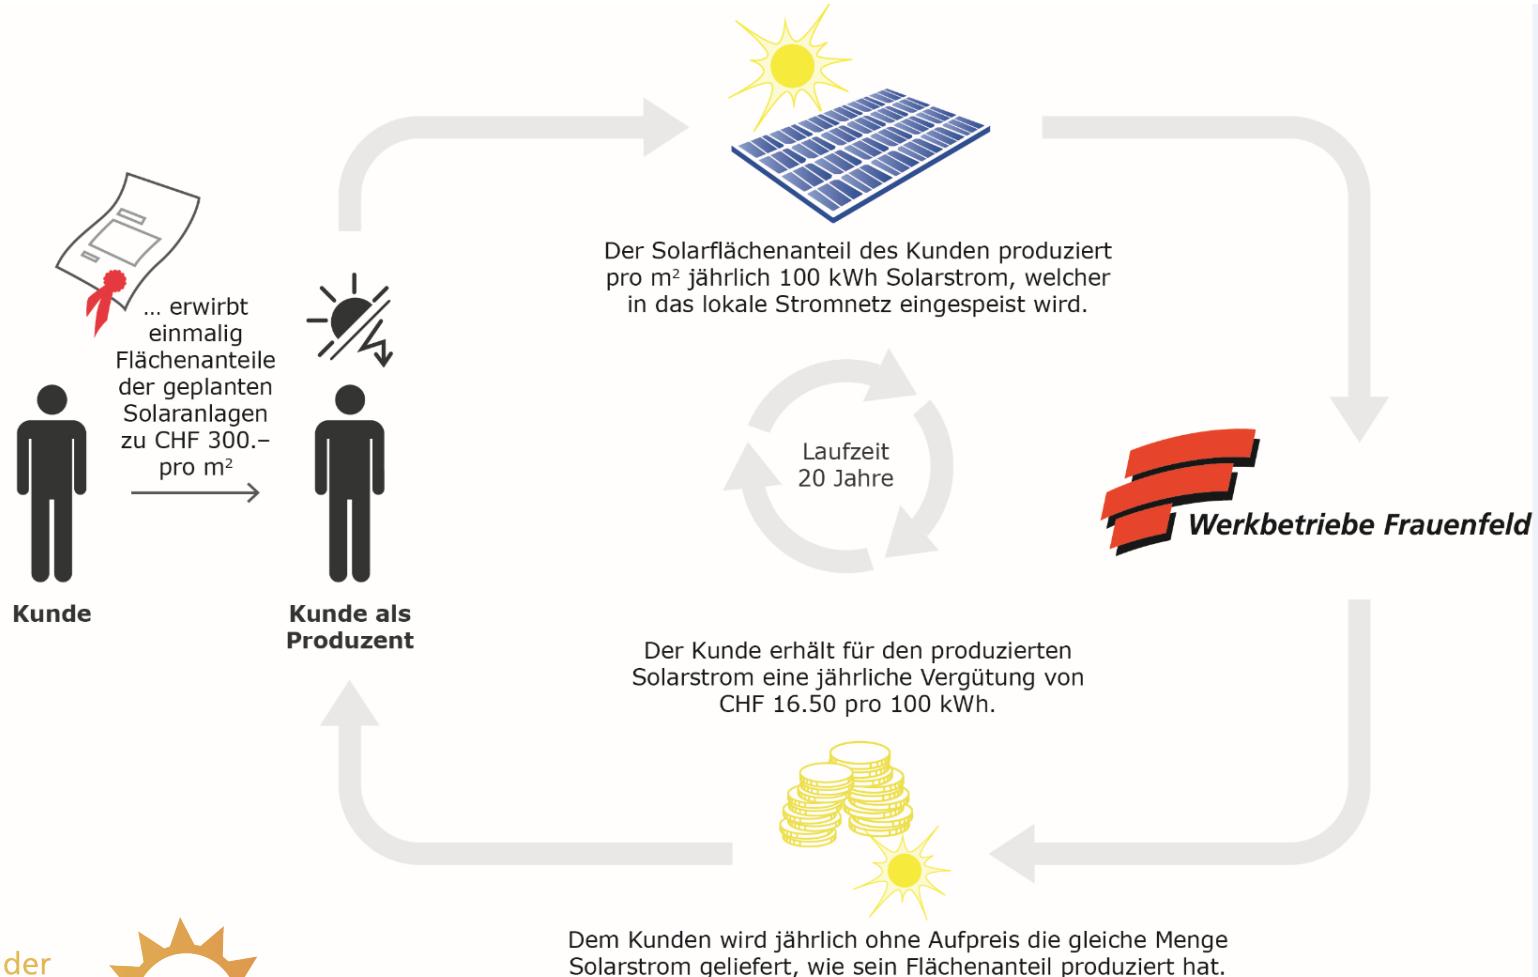 Der Solarflächenanteil des Kunden produziert
pro m² jährlich 100 kWh Solarstrom, welcher
in das lokale Stromnetz eingespeist wird.
... erwirbt
einmalig
Flächenanteile
der geplanten
Solaranlagen
zu CHF 300.–
pro m²
Kunde
Kunde als
Produzent
Laufzeit
20 Jahre
Werkbetriebe Frauenfeld
Der Kunde erhält für den produzierten
Solarstrom eine jährliche Vergütung von
CHF 16.50 pro 100 kWh.
Dem Kunden wird jährlich ohne Aufpreis die gleiche Menge
Solarstrom geliefert, wie sein Flächenanteil produziert hat.
der